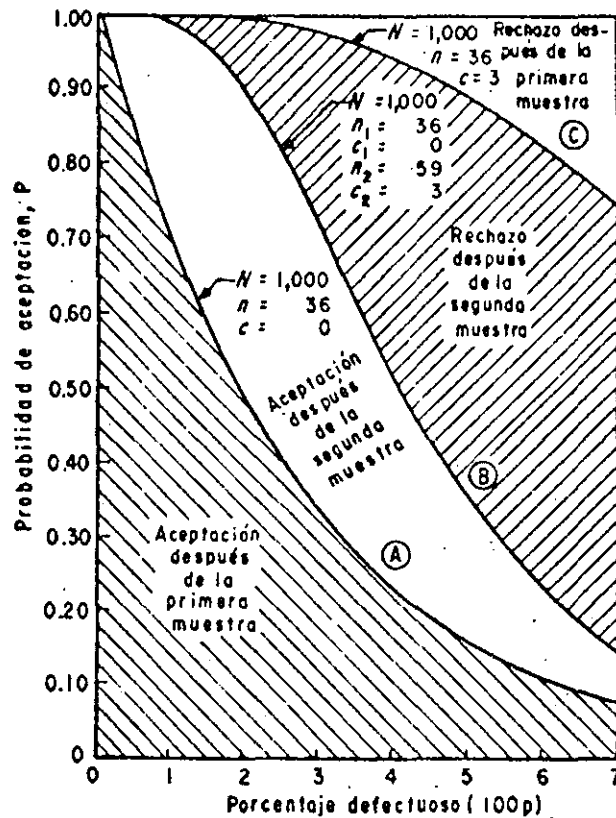 Probabilidad de aceptacion, P
1.00
0.90
0.80
0.70
0.60
0.50
0.40
0.30
0.20
0.10
0
N = 1,000
n = 36
c = 3
Rechazo des-
pués de la
primera
muestra
C
N = 1,000
n1 = 36
c1 = 0
n2 = 59
c2 = 3
Rechazo
después
de la
segunda
muestra
N = 1,000
n = 36
c = 0
Aceptación
después
de la
segunda
muestra
B
A
Aceptación
después
de la
primera
muestra
0 1 2 3 4 5 6 7
Porcentaje defectuoso (100p)